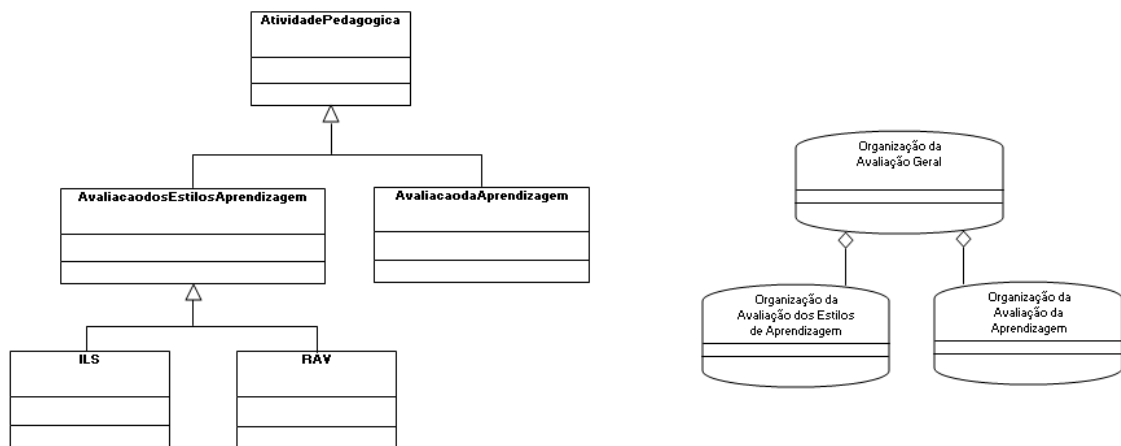 AtividadePedagogica
AvaliacaodosEstilosAprendizagem
AvaliacaodaAprendizagem
ILS
RAV
Organização da
Avaliação Geral
Organização da
Avaliação dos Estilos
de Aprendizagem
Organização da
Avaliação da
Aprendizagem